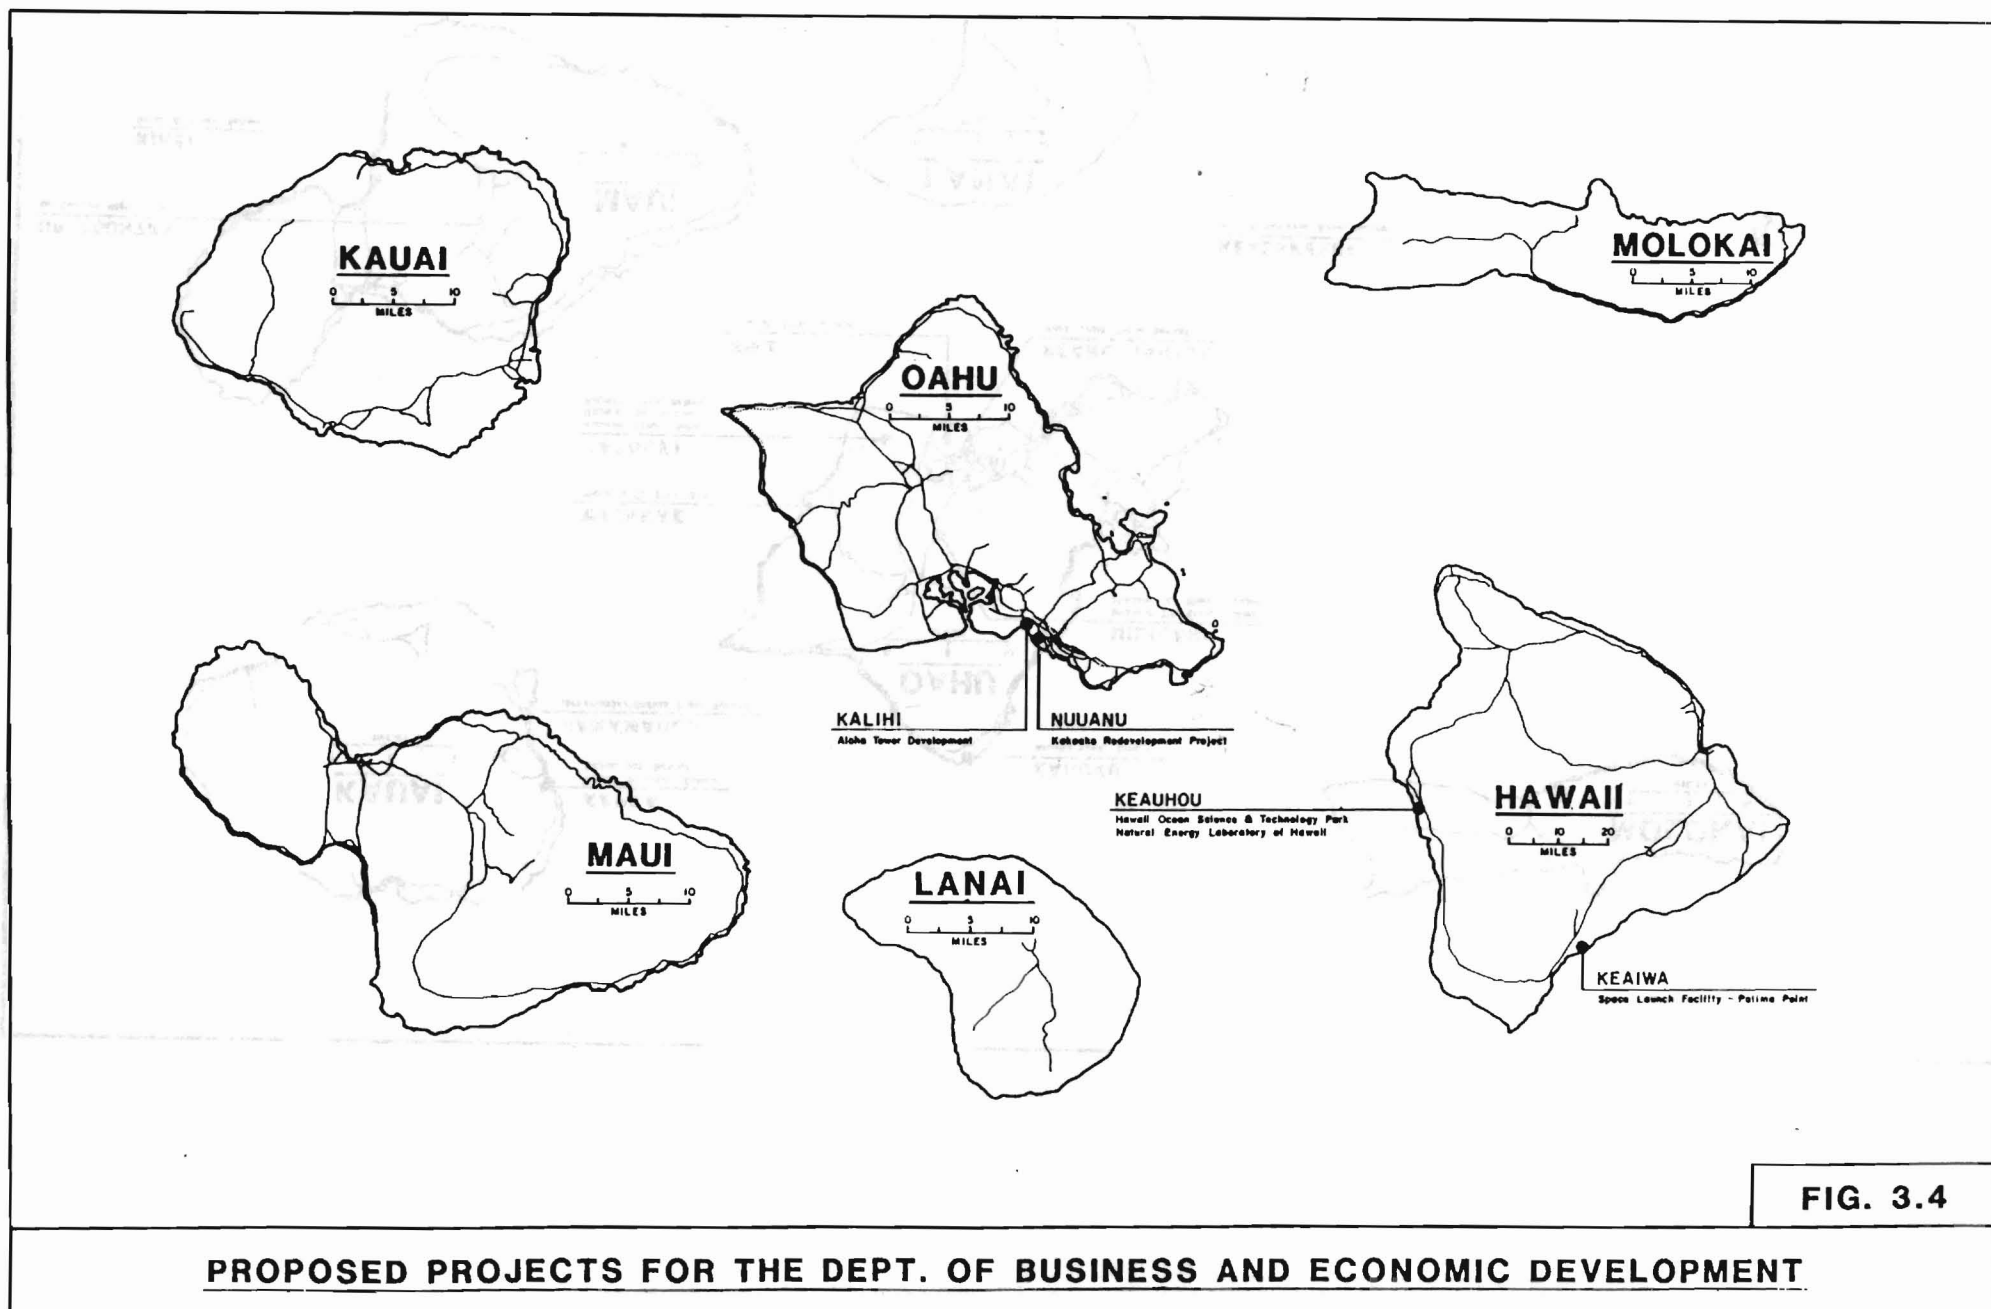 KAUAI
0 5 10
MILES
MOLOKAI
0 5 10
MILES
OAHU
0 5 10
MILES
KALIHI
Aloha Tower Development
NUUANU
Kakaako Redevelopment Project
KEAUHOU
Hawaii Ocean Science & Technology Park
Natural Energy Laboratory of Hawaii
HAWAII
0 10 20
MILES
MAUI
0 5 10
MILES
LANAI
0 5 10
MILES
KEAIWA
Space Launch Facility - Palima Point
FIG. 3.4
PROPOSED PROJECTS FOR THE DEPT. OF BUSINESS AND ECONOMIC DEVELOPMENT